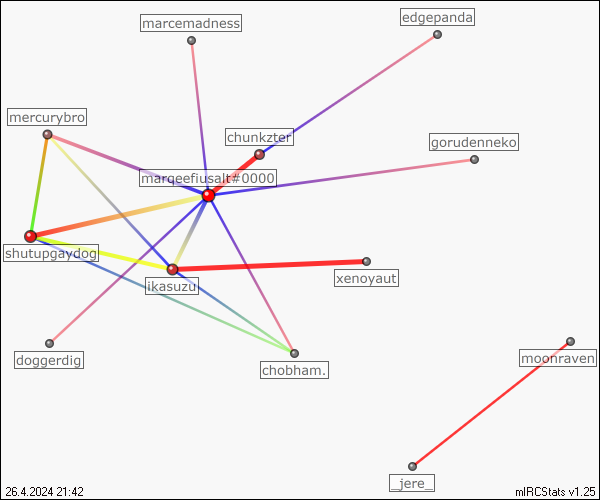 edgepanda
marcemadness
mercurybro
chunkzter
gorudenneko
marqeefiusalt#0000
shutupgaydog
xenoyaut
ikasuzu
doggerdig
moonraven
chobham.
_jere_
26.4.2024 21:42
mIRCStats v1.25